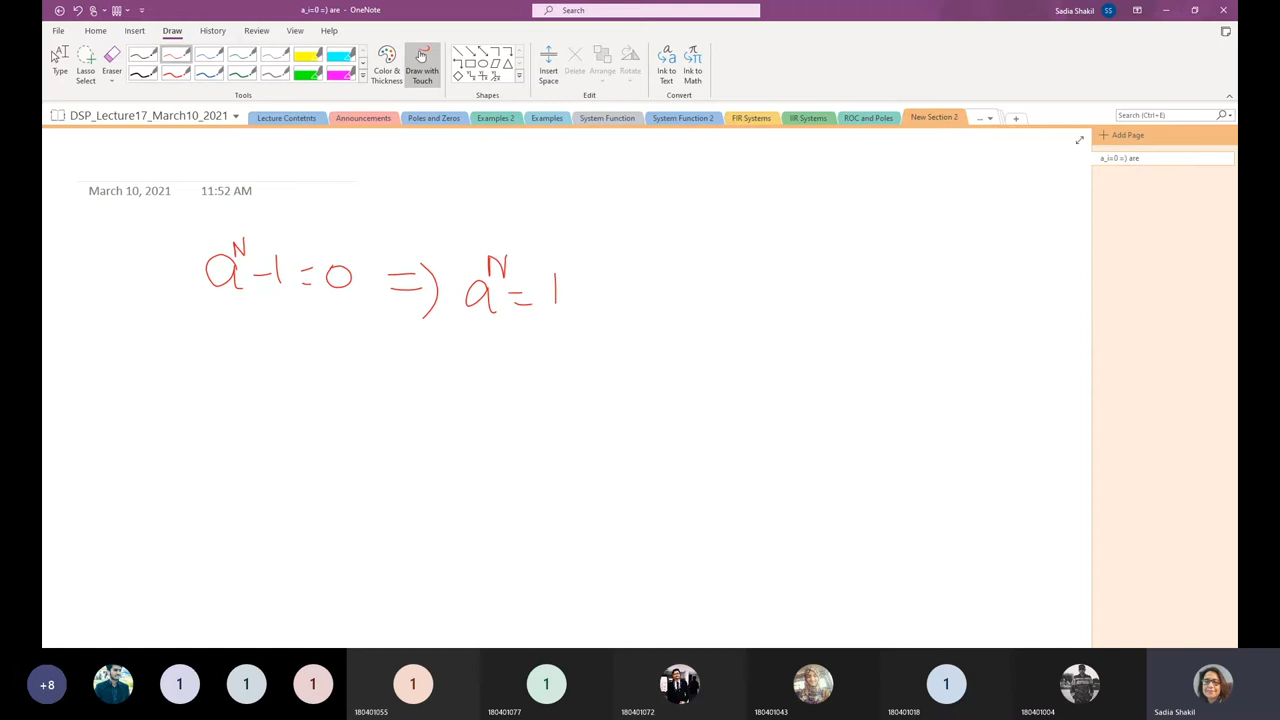 a_i=0 =) are - OneNote
Search
Sadia Shakil SS
File Home Insert Draw History Review View Help
Type
Lasso Select
Eraser
Color & Thickness
Draw with Touch
Insert Space
Delete
Arrange
Rotate
Ink to Text
Ink to Math
Tools Shapes Edit Convert
DSP_Lecture17_March10_2021
Lecture Contetnts Announcements Poles and Zeros Examples 2 Examples System Function System Function 2 FIR Systems IIR Systems ROC and Poles New Section 2 ...
Search (Ctrl+E)
Add Page
a_i=0 =) are
March 10, 2021 11:52 AM
a^N - 1 = 0 => a^N = 1
+8 1 1 1 1 1 1
180401055 180401077 180401072 180401043 180401018 180401004 Sadia Shakil